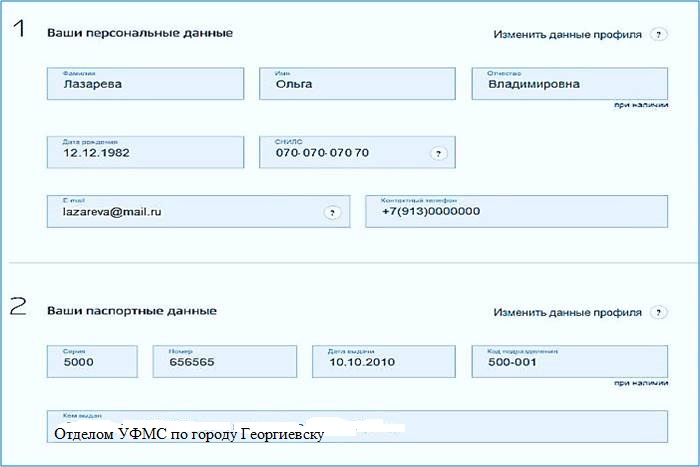 1 Ваши персональные данные Изменить данные профиля ?
Фамилия Имя Отчество
Лазарева Ольга Владимировна
при наличии
Дата рождения СНИЛС
12.12.1982 070-070-070 70 ?
E-mail Контактный телефон
lazareva@mail.ru ? +7(913)0000000
2 Ваши паспортные данные Изменить данные профиля ?
Серия Номер Дата выдачи Код подразделения
5000 656565 10.10.2010 500-001
при наличии
Кем выдан
Отделом УФМС по городу Георгиевску